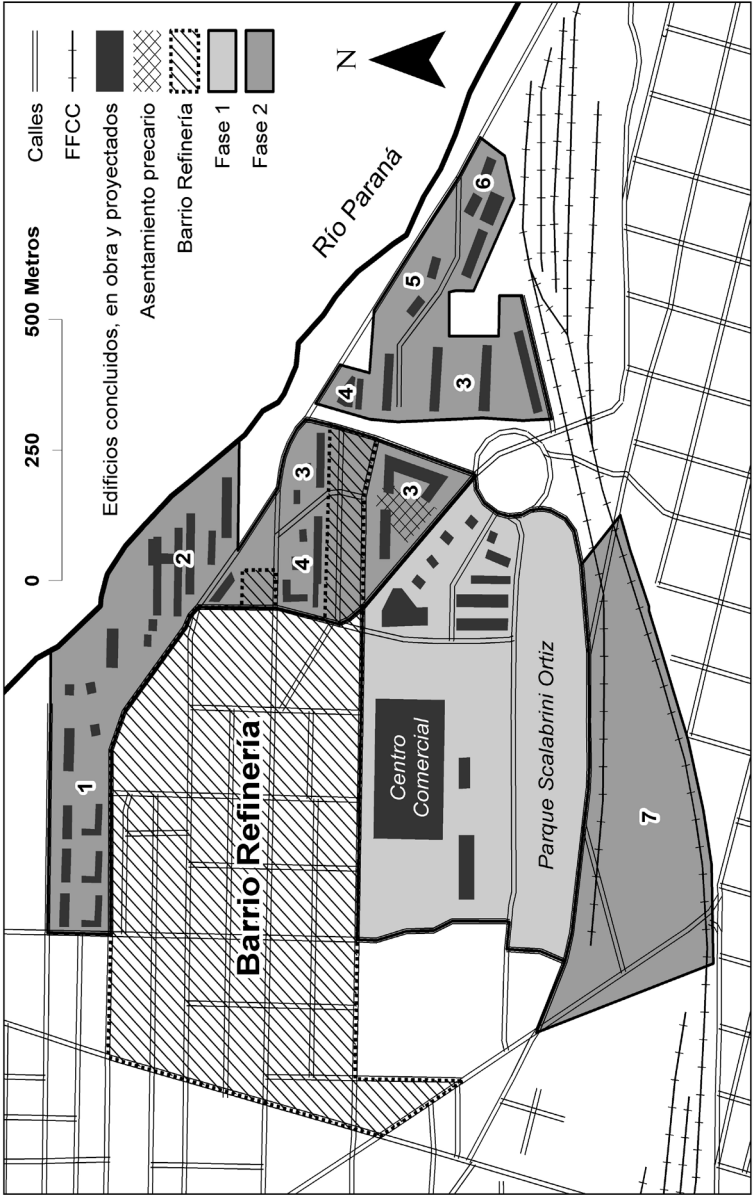 Calles
FFCC
Edificios concluidos, en obra y proyectados
Asentamiento precario
Barrio Refinería
Fase 1
Fase 2
0 250 500 Metros
N
Río Paraná
1
2
3
4
3
4
3
5
6
3
Barrio Refinería
Centro
Comercial
Parque Scalabrini Ortiz
7